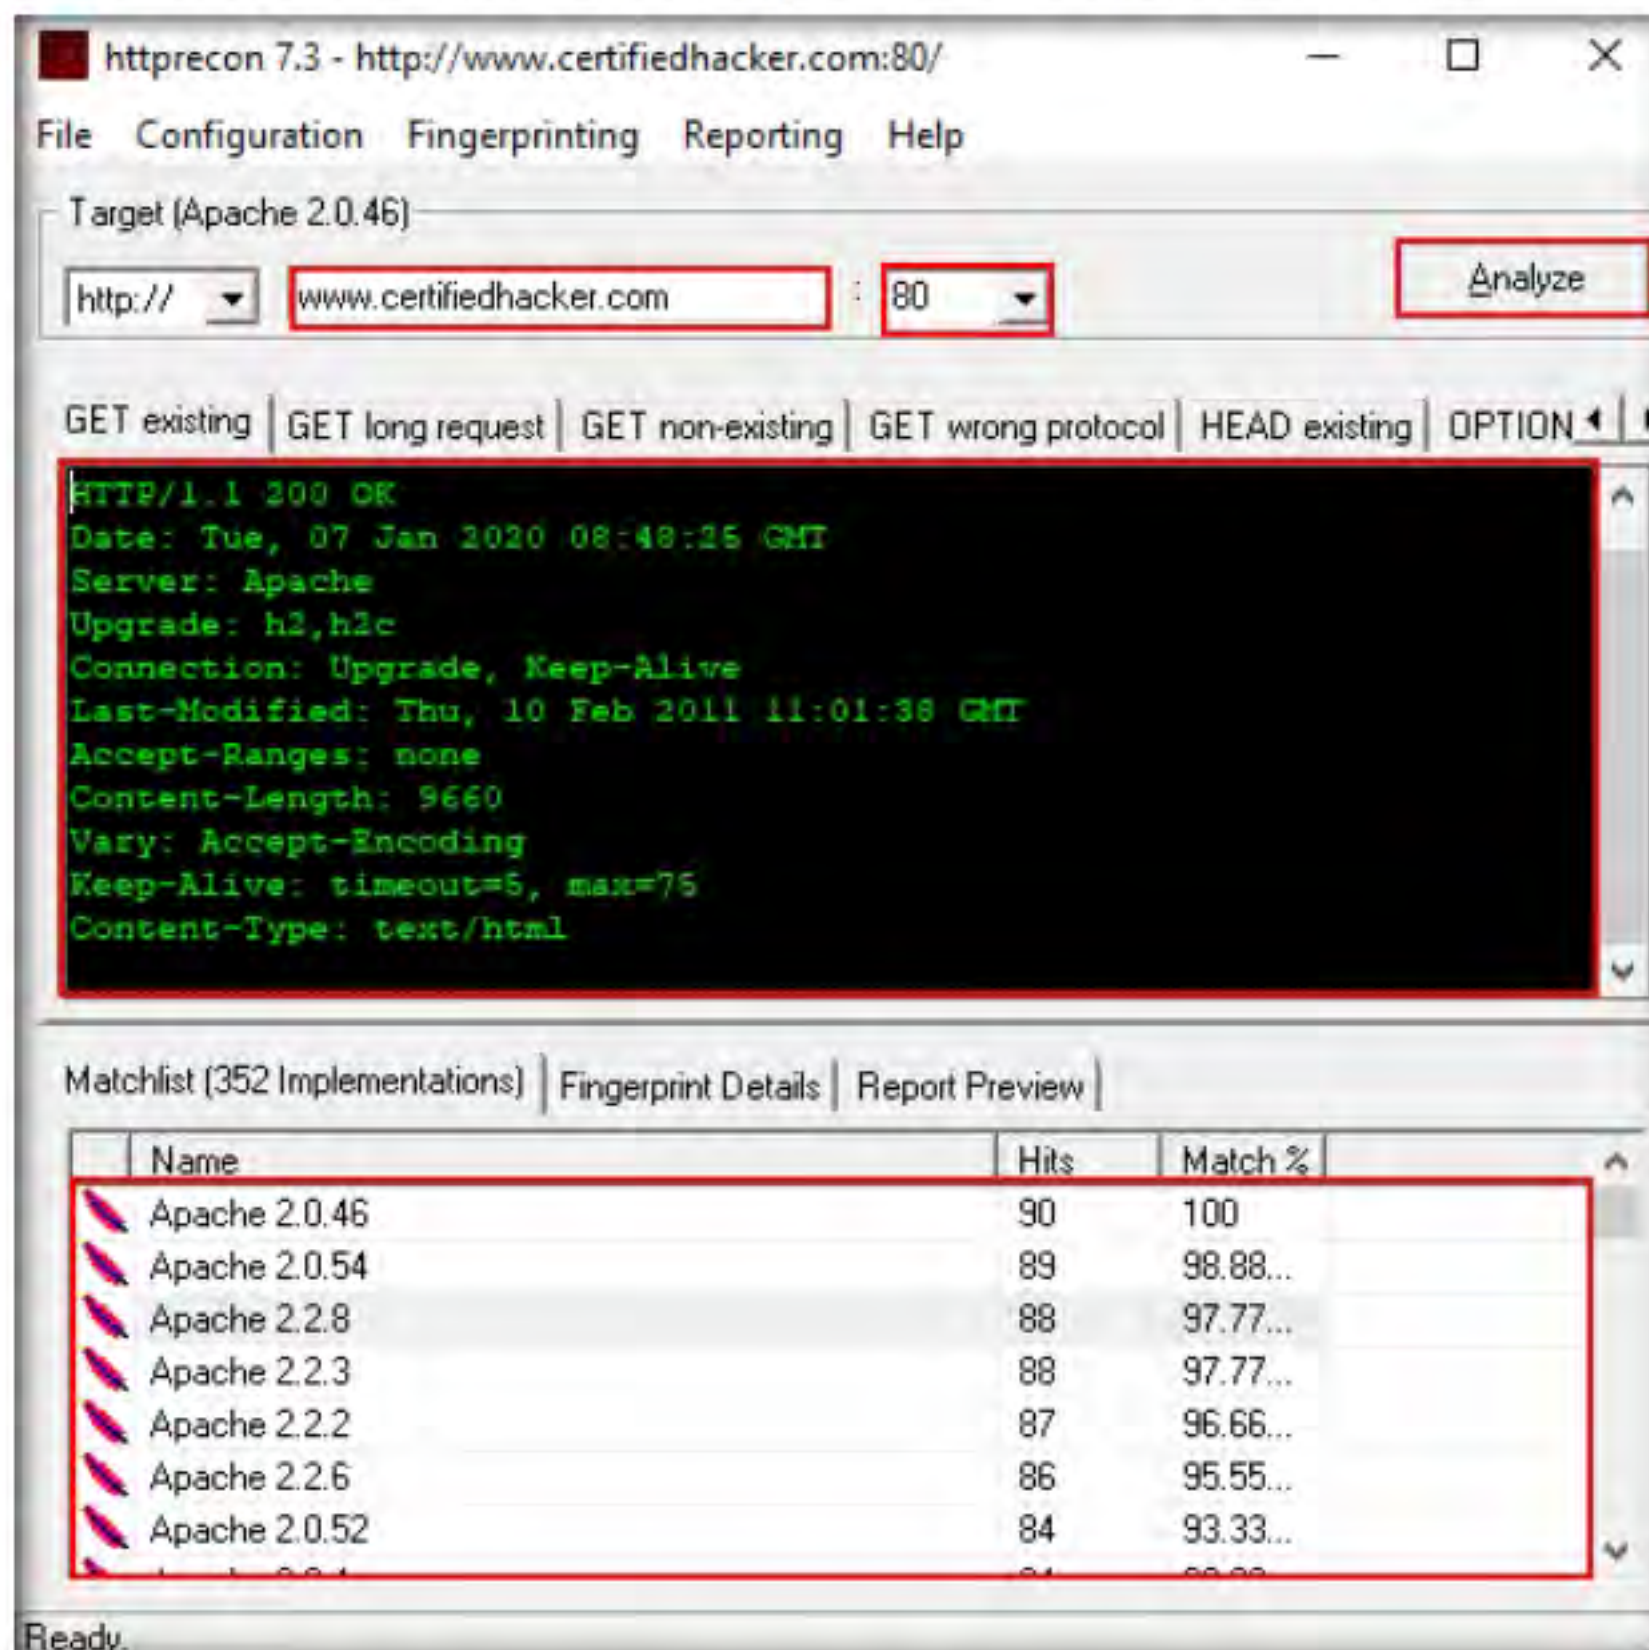 httprecon 7.3 - http://www.certifiedhacker.com:80/
File Configuration Fingerprinting Reporting Help
Target (Apache 2.0.46)
http:// www.certifiedhacker.com : 80 Analyze
GET existing GET long request GET non-existing GET wrong protocol HEAD existing OPTION
HTTP/1.1 200 OK
Date: Tue, 07 Jan 2020 08:48:25 GMT
Server: Apache
Upgrade: h2,h2c
Connection: Upgrade, Keep-Alive
Last-Modified: Thu, 10 Feb 2011 11:01:38 GMT
Accept-Ranges: none
Content-Length: 9660
Vary: Accept-Encoding
Keep-Alive: timeout=5, max=75
Content-Type: text/html
Matchlist (352 Implementations) Fingerprint Details Report Preview
Name Hits Match %
Apache 2.0.46 90 100
Apache 2.0.54 89 98.88...
Apache 2.2.8 88 97.77...
Apache 2.2.3 88 97.77...
Apache 2.2.2 87 96.66...
Apache 2.2.6 86 95.55...
Apache 2.0.52 84 93.33...
Ready.